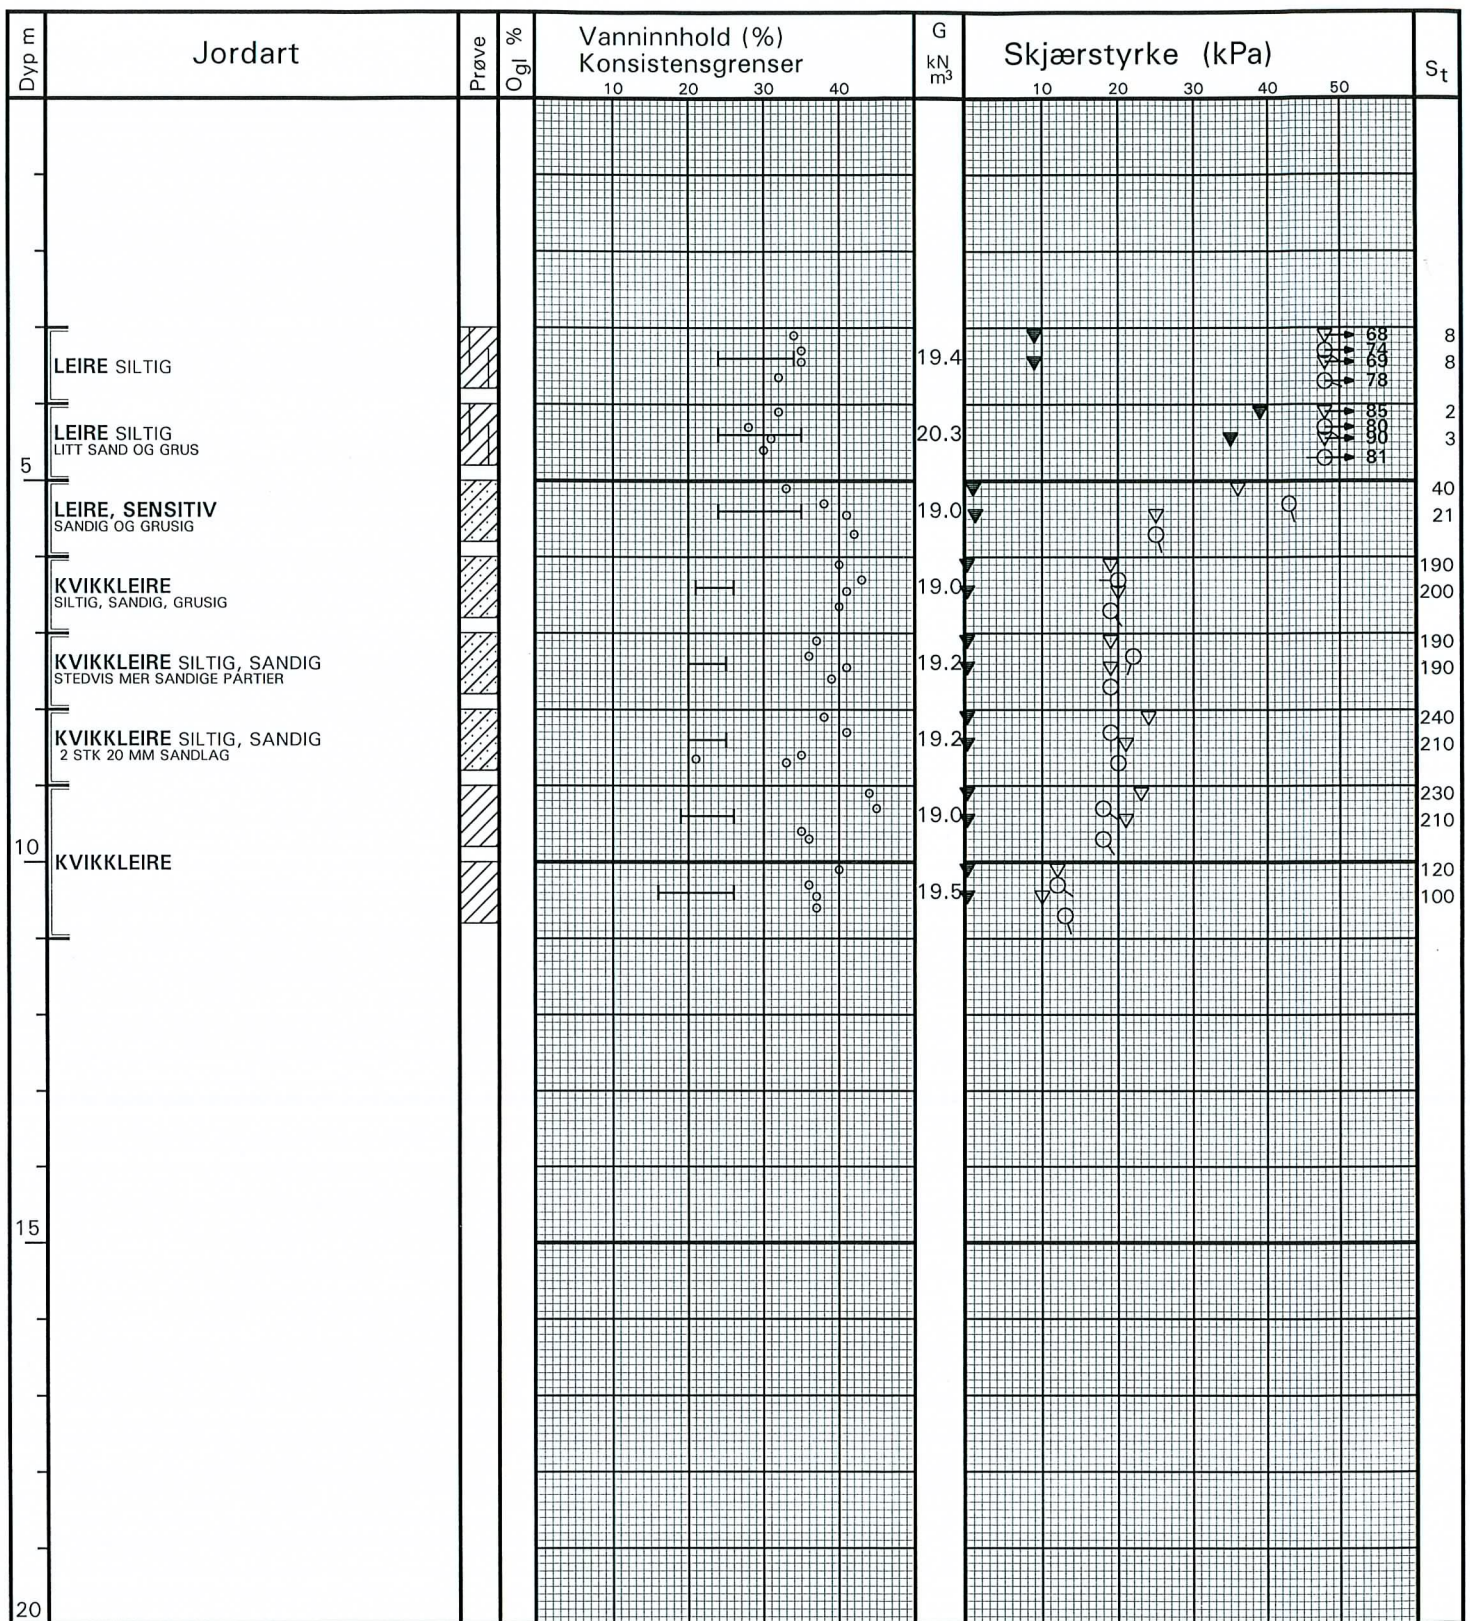 Dyp m
Jordart
Prøve
Ogl %
Vanninnhold (%)
Konsistensgrenser
10 20 30 40
G
kN
m³
Skjærstyrke (kPa)
10 20 30 40 50
St
68 8
74
LEIRE SILTIG 19.4 69 8
78
85 2
LEIRE SILTIG 20.3 80
LITT SAND OG GRUS 90 3
5 81
40
LEIRE, SENSITIV 19.0
SANDIG OG GRUSIG 21
190
KVIKKLEIRE 19.0 200
SILTIG, SANDIG, GRUSIG
190
KVIKKLEIRE SILTIG, SANDIG 19.2 190
STEDVIS MER SANDIGE PARTIER
240
KVIKKLEIRE SILTIG, SANDIG 19.2 210
2 STK 20 MM SANDLAG
230
19.0 210
10
KVIKKLEIRE 120
19.5 100
15
20